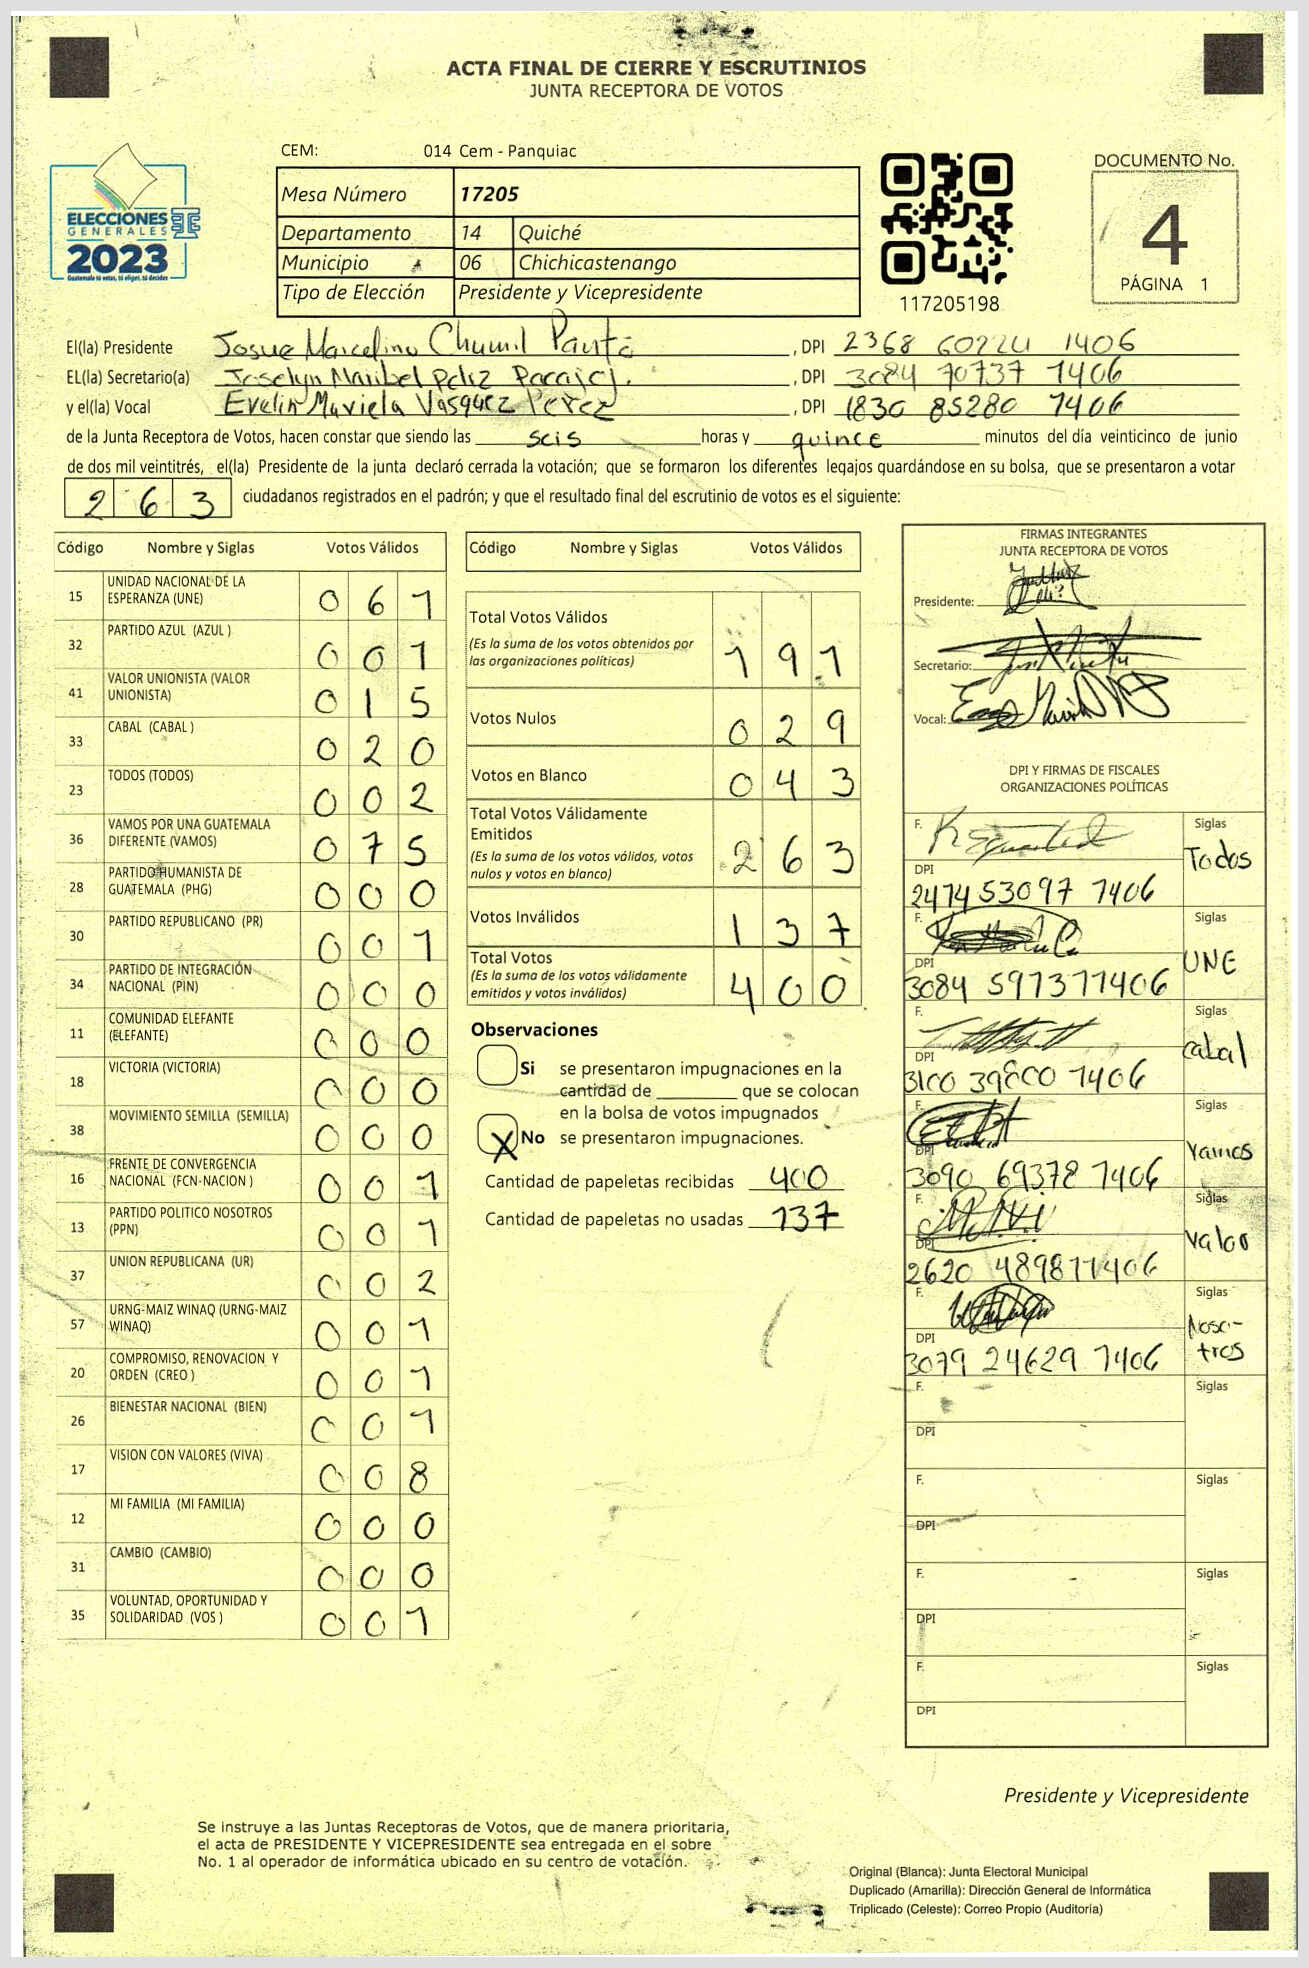 ACTA FINAL DE CIERRE Y ESCRUTINIOS
JUNTA RECEPTORA DE VOTOS
ELECCIONES
GENERALES
2023
Guatemala tú votas, tú eliges, tú decides
CEM: 014 Cem - Panquiac
Mesa Número 17205
Departamento 14 Quiché
Municipio 06 Chichicastenango
Tipo de Elección Presidente y Vicepresidente
117205198
DOCUMENTO No.
4
PÁGINA 1
El(la) Presidente Josue Marcelino Chumil , DPI 2368 1406
EL(la) Secretario(a) Joselyn Maribel , DPI 3084 70737 1406
y el(la) Vocal Evelin Mariela Vasquez Perez , DPI 1830 85280 1406
de la Junta Receptora de Votos, hacen constar que siendo las seis horas y quince minutos del día veinticinco de junio
de dos mil veintitrés, el(la) Presidente de la junta declaró cerrada la votación; que se formaron los diferentes legajos guardándose en su bolsa, que se presentaron a votar
263 ciudadanos registrados en el padrón; y que el resultado final del escrutinio de votos es el siguiente:
Código Nombre y Siglas Votos Válidos
15 UNIDAD NACIONAL DE LA ESPERANZA (UNE) 0 6 1
32 PARTIDO AZUL (AZUL ) 0 0 1
41 VALOR UNIONISTA (VALOR UNIONISTA) 0 1 5
33 CABAL (CABAL ) 0 2 0
23 TODOS (TODOS) 0 0 2
36 VAMOS POR UNA GUATEMALA DIFERENTE (VAMOS) 0 7 5
28 PARTIDO HUMANISTA DE GUATEMALA (PHG) 0 0 0
30 PARTIDO REPUBLICANO (PR) 0 0 1
34 PARTIDO DE INTEGRACIÓN NACIONAL (PIN) 0 0 0
11 COMUNIDAD ELEFANTE (ELEFANTE) 0 0 0
18 VICTORIA (VICTORIA) 0 0 0
38 MOVIMIENTO SEMILLA (SEMILLA) 0 0 0
16 FRENTE DE CONVERGENCIA NACIONAL (FCN-NACION ) 0 0 1
13 PARTIDO POLITICO NOSOTROS (PPN) 0 0 1
37 UNION REPUBLICANA (UR) 0 0 2
57 URNG-MAIZ WINAQ (URNG-MAIZ WINAQ) 0 0 1
20 COMPROMISO, RENOVACION Y ORDEN (CREO ) 0 0 1
26 BIENESTAR NACIONAL (BIEN) 0 0 1
17 VISION CON VALORES (VIVA) 0 0 8
12 MI FAMILIA (MI FAMILIA) 0 0 0
31 CAMBIO (CAMBIO) 0 0 0
35 VOLUNTAD, OPORTUNIDAD Y SOLIDARIDAD (VOS ) 0 0 1
Código Nombre y Siglas Votos Válidos
Total Votos Válidos 1 9 1
(Es la suma de los votos obtenidos por
las organizaciones políticas)
Votos Nulos 0 2 9
Votos en Blanco 0 4 3
Total Votos Válidamente
Emitidos 2 6 3
(Es la suma de los votos válidos, votos
nulos y votos en blanco)
Votos Inválidos 1 3 7
Total Votos 4 0 0
(Es la suma de los votos válidamente
emitidos y votos inválidos)
Observaciones
Si se presentaron impugnaciones en la
cantidad de ________ que se colocan
en la bolsa de votos impugnados
X No se presentaron impugnaciones.
Cantidad de papeletas recibidas 400
Cantidad de papeletas no usadas 137
FIRMAS INTEGRANTES
JUNTA RECEPTORA DE VOTOS
Presidente:
Secretario:
Vocal:
DPI Y FIRMAS DE FISCALES
ORGANIZACIONES POLÍTICAS
F. Siglas
Todos
DPI
2474 53097 1406
F. Siglas
UNE
DPI
3084 59737 1406
F. Siglas
cabal
DPI
3100 39800 1406
F. Siglas
Vamos
DPI
3090 69378 1406
F. Siglas
Valor
DPI
2620 48987 1406
F. Siglas
Noso-
tros
DPI
3079 24629 1406
F. Siglas
DPI
F. Siglas
DPI
F. Siglas
DPI
F. Siglas
DPI
Presidente y Vicepresidente
Se instruye a las Juntas Receptoras de Votos, que de manera prioritaria,
el acta de PRESIDENTE Y VICEPRESIDENTE sea entregada en el sobre
No. 1 al operador de informática ubicado en su centro de votación.
Original (Blanca): Junta Electoral Municipal
Duplicado (Amarilla): Dirección General de Informática
Triplicado (Celeste): Correo Propio (Auditoria)